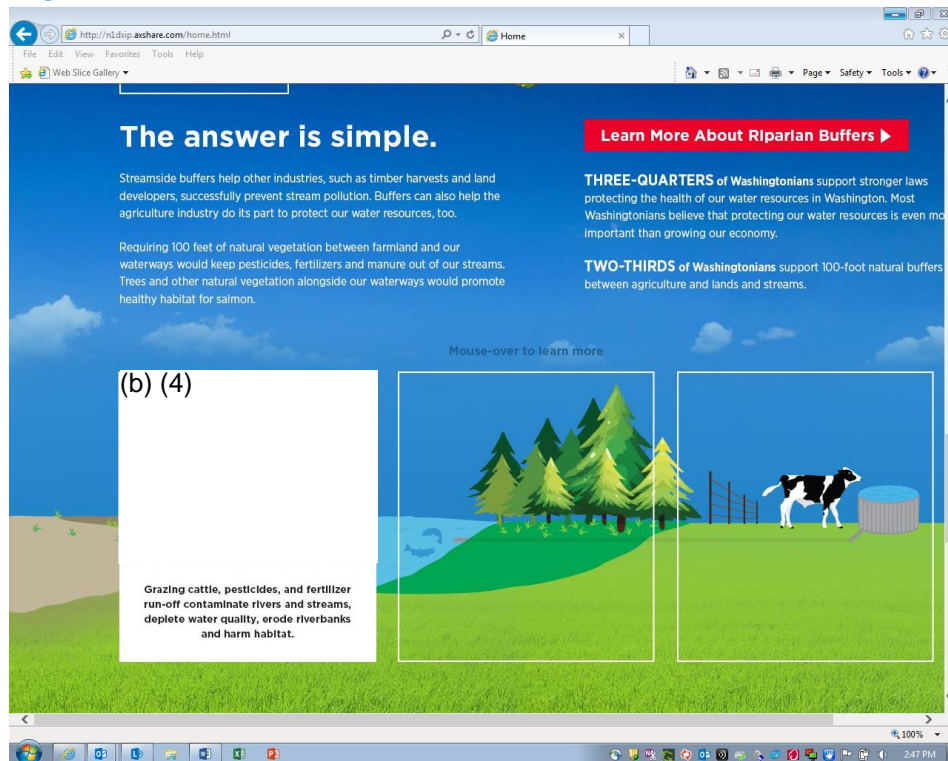 http://n1dxip.axshare.com/home.html
Home
File Edit View Favorites Tools Help
Web Slice Gallery
Page Safety Tools
The answer is simple.
Streamside buffers help other industries, such as timber harvests and land
developers, successfully prevent stream pollution. Buffers can also help the
agriculture industry do its part to protect our water resources, too.
Requiring 100 feet of natural vegetation between farmland and our
waterways would keep pesticides, fertilizers and manure out of our streams.
Trees and other natural vegetation alongside our waterways would promote
healthy habitat for salmon.
Learn More About Riparian Buffers
THREE-QUARTERS of Washingtonians support stronger laws
protecting the health of our water resources in Washington. Most
Washingtonians believe that protecting our water resources is even mo
important than growing our economy.
TWO-THIRDS of Washingtonians support 100-foot natural buffers
between agriculture and lands and streams.
Mouse-over to learn more
(b) (4)
Grazing cattle, pesticides, and fertilizer
run-off contaminate rivers and streams,
deplete water quality, erode riverbanks
and harm habitat.
100%
2:47 PM